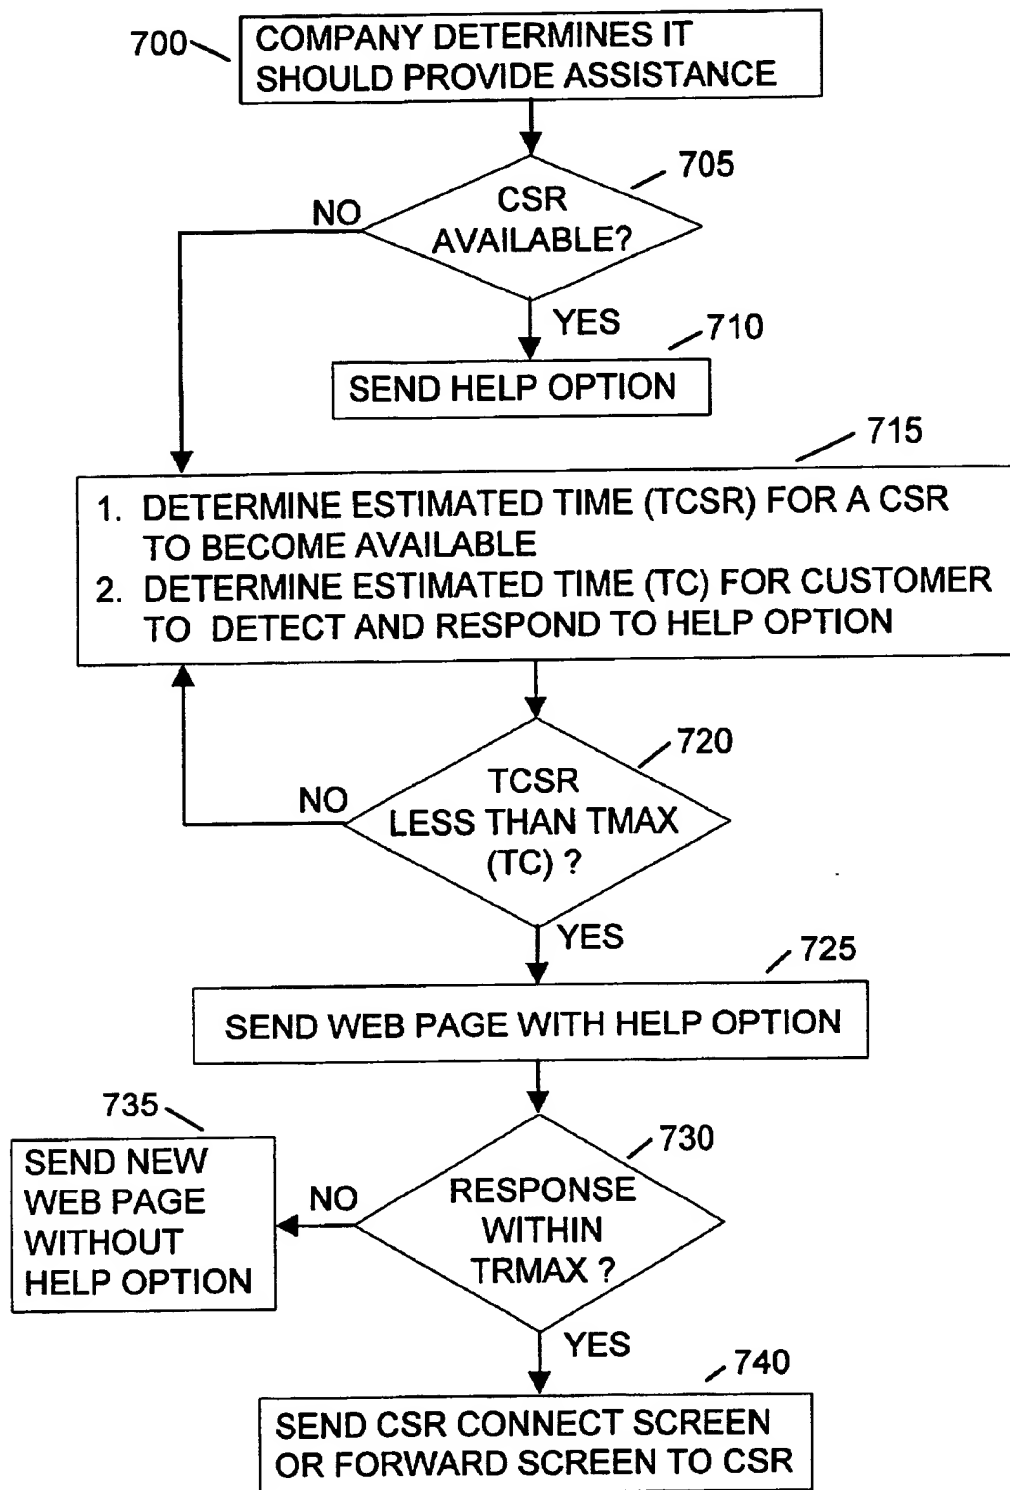 700
COMPANY DETERMINES IT
SHOULD PROVIDE ASSISTANCE
705
CSR
AVAILABLE?
NO
YES
710
SEND HELP OPTION
715
1. DETERMINE ESTIMATED TIME (TCSR) FOR A CSR
TO BECOME AVAILABLE
2. DETERMINE ESTIMATED TIME (TC) FOR CUSTOMER
TO DETECT AND RESPOND TO HELP OPTION
720
TCSR
LESS THAN TMAX
(TC) ?
NO
YES
725
SEND WEB PAGE WITH HELP OPTION
730
RESPONSE
WITHIN
TRMAX ?
NO
735
SEND NEW
WEB PAGE
WITHOUT
HELP OPTION
YES
740
SEND CSR CONNECT SCREEN
OR FORWARD SCREEN TO CSR